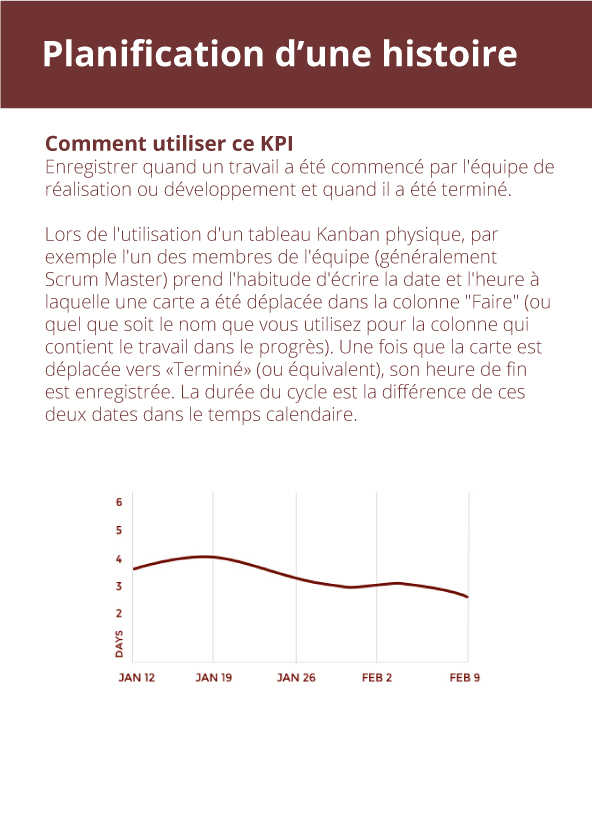 Planification d’une histoire
Comment utiliser ce KPI
Enregistrer quand un travail a été commencé par l'équipe de
réalisation ou développement et quand il a été terminé.
Lors de l'utilisation d'un tableau Kanban physique, par
exemple l'un des membres de l'équipe (généralement
Scrum Master) prend l'habitude d'écrire la date et l'heure à
laquelle une carte a été déplacée dans la colonne "Faire" (ou
quel que soit le nom que vous utilisez pour la colonne qui
contient le travail dans le progrès). Une fois que la carte est
déplacée vers «Terminé» (ou équivalent), son heure de fin
est enregistrée. La durée du cycle est la différence de ces
deux dates dans le temps calendaire.
6
5
4
3
2
DAYS
JAN 12 JAN 19 JAN 26 FEB 2 FEB 9